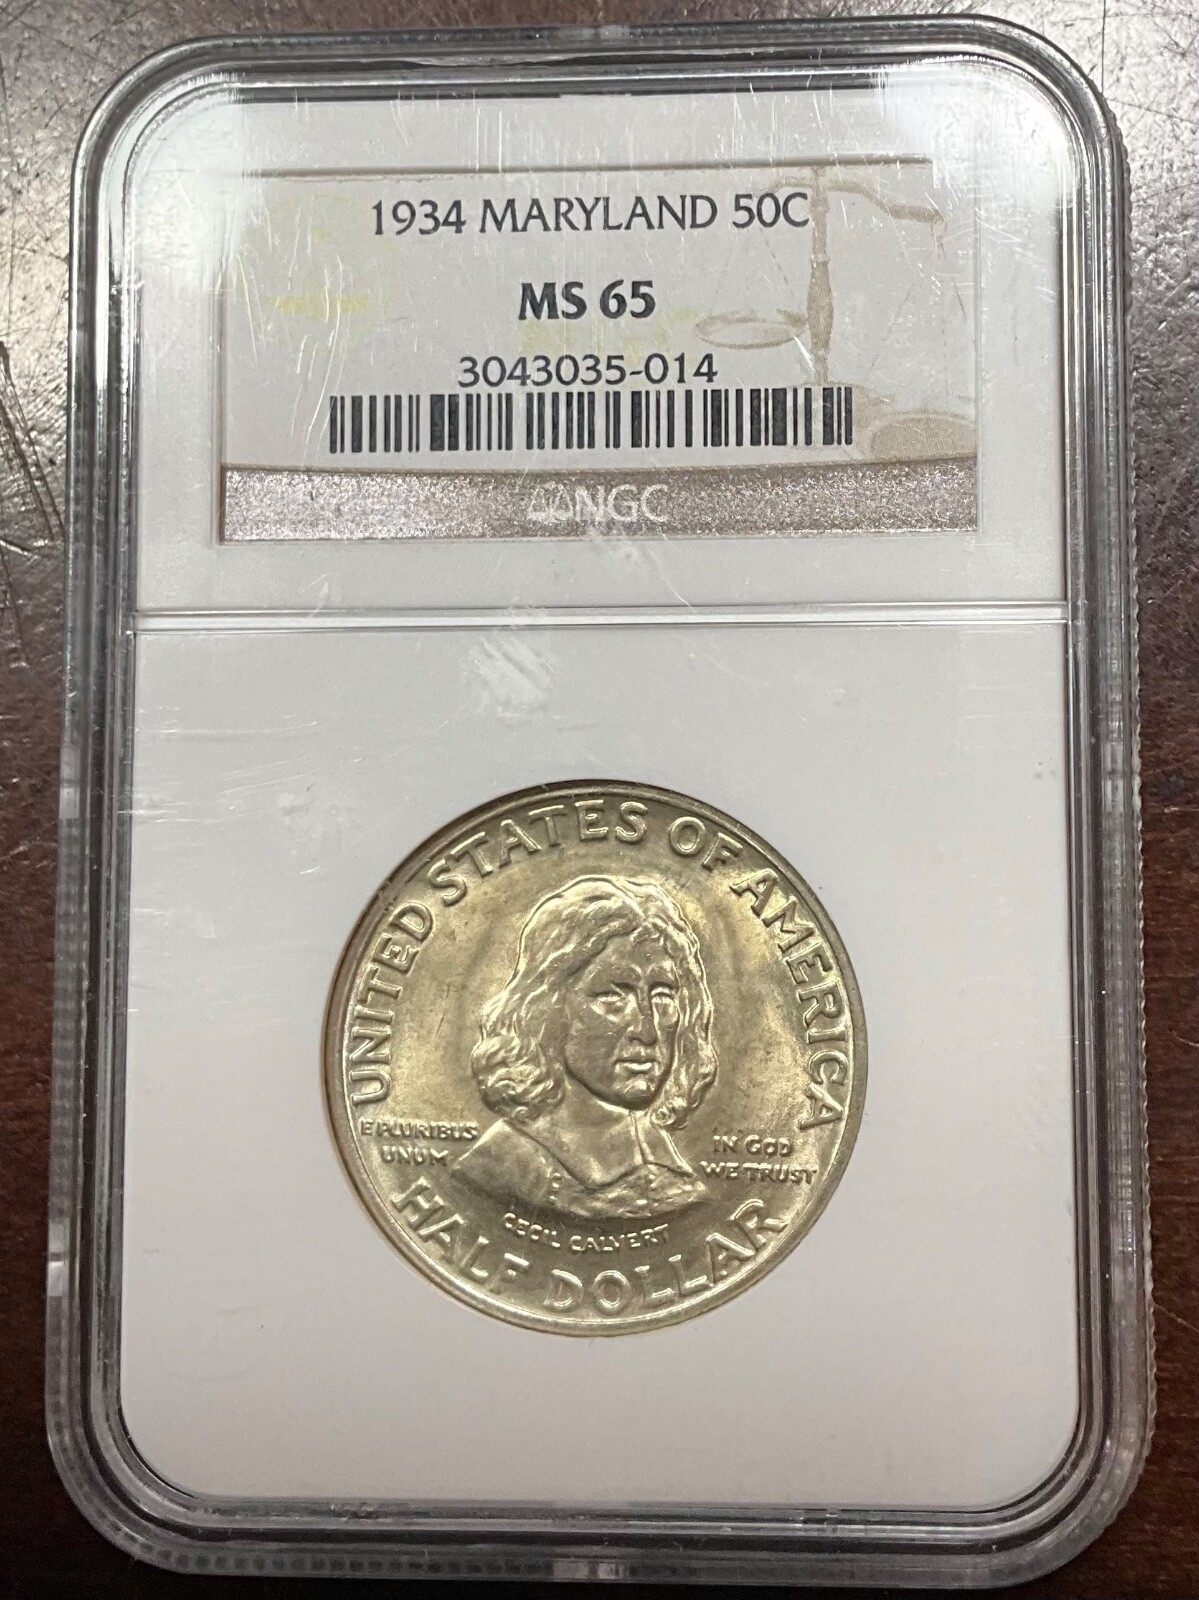 1934 MARYLAND 50C
MS 65
3043035-014
NGC
UNITED STATES OF AMERICA
E PLURIBUS
UNUM
IN GOD
WE TRUST
CECIL CALVERT
HALF DOLLAR